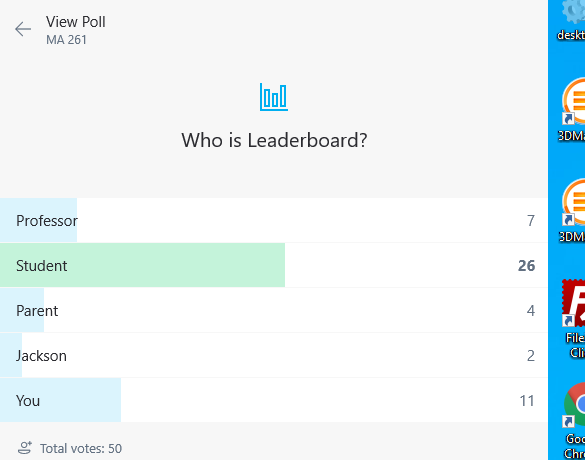 View Poll
MA 261
Who is Leaderboard?
Professor 7
Student 26
Parent 4
Jackson 2
You 11
Total votes: 50
deskt
3DMa
3DM
File
Cli
Goo
Chro